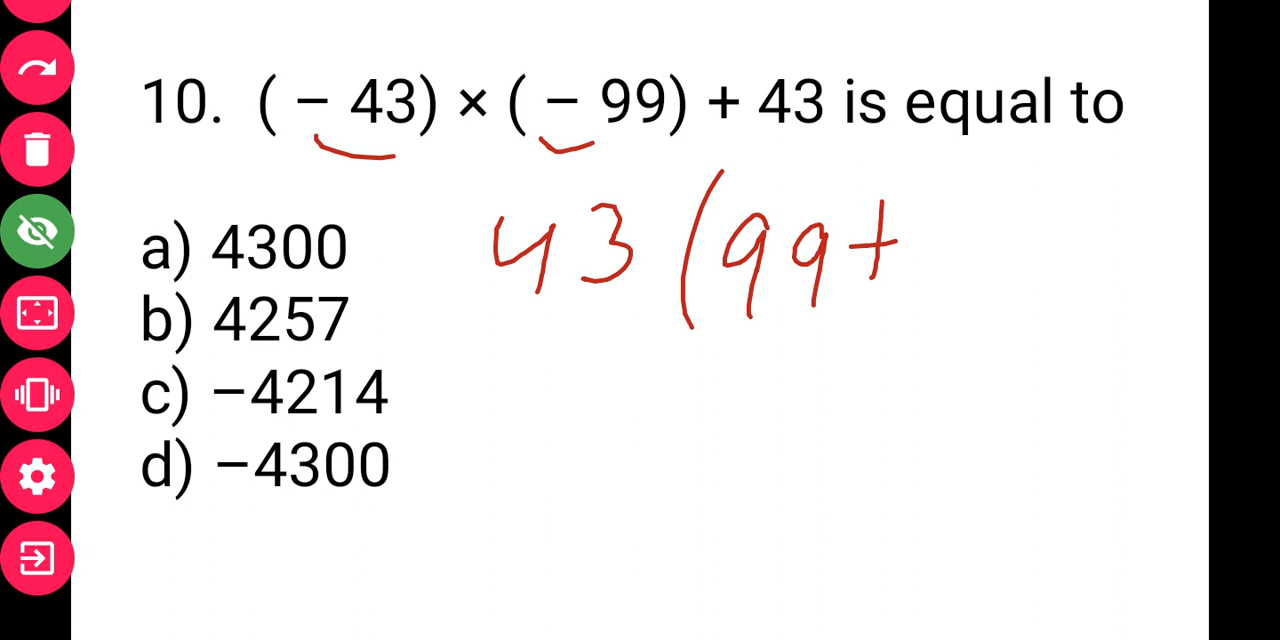 10. ( – 43) × ( – 99) + 43 is equal to
43 (99+
a) 4300
b) 4257
c) –4214
d) –4300